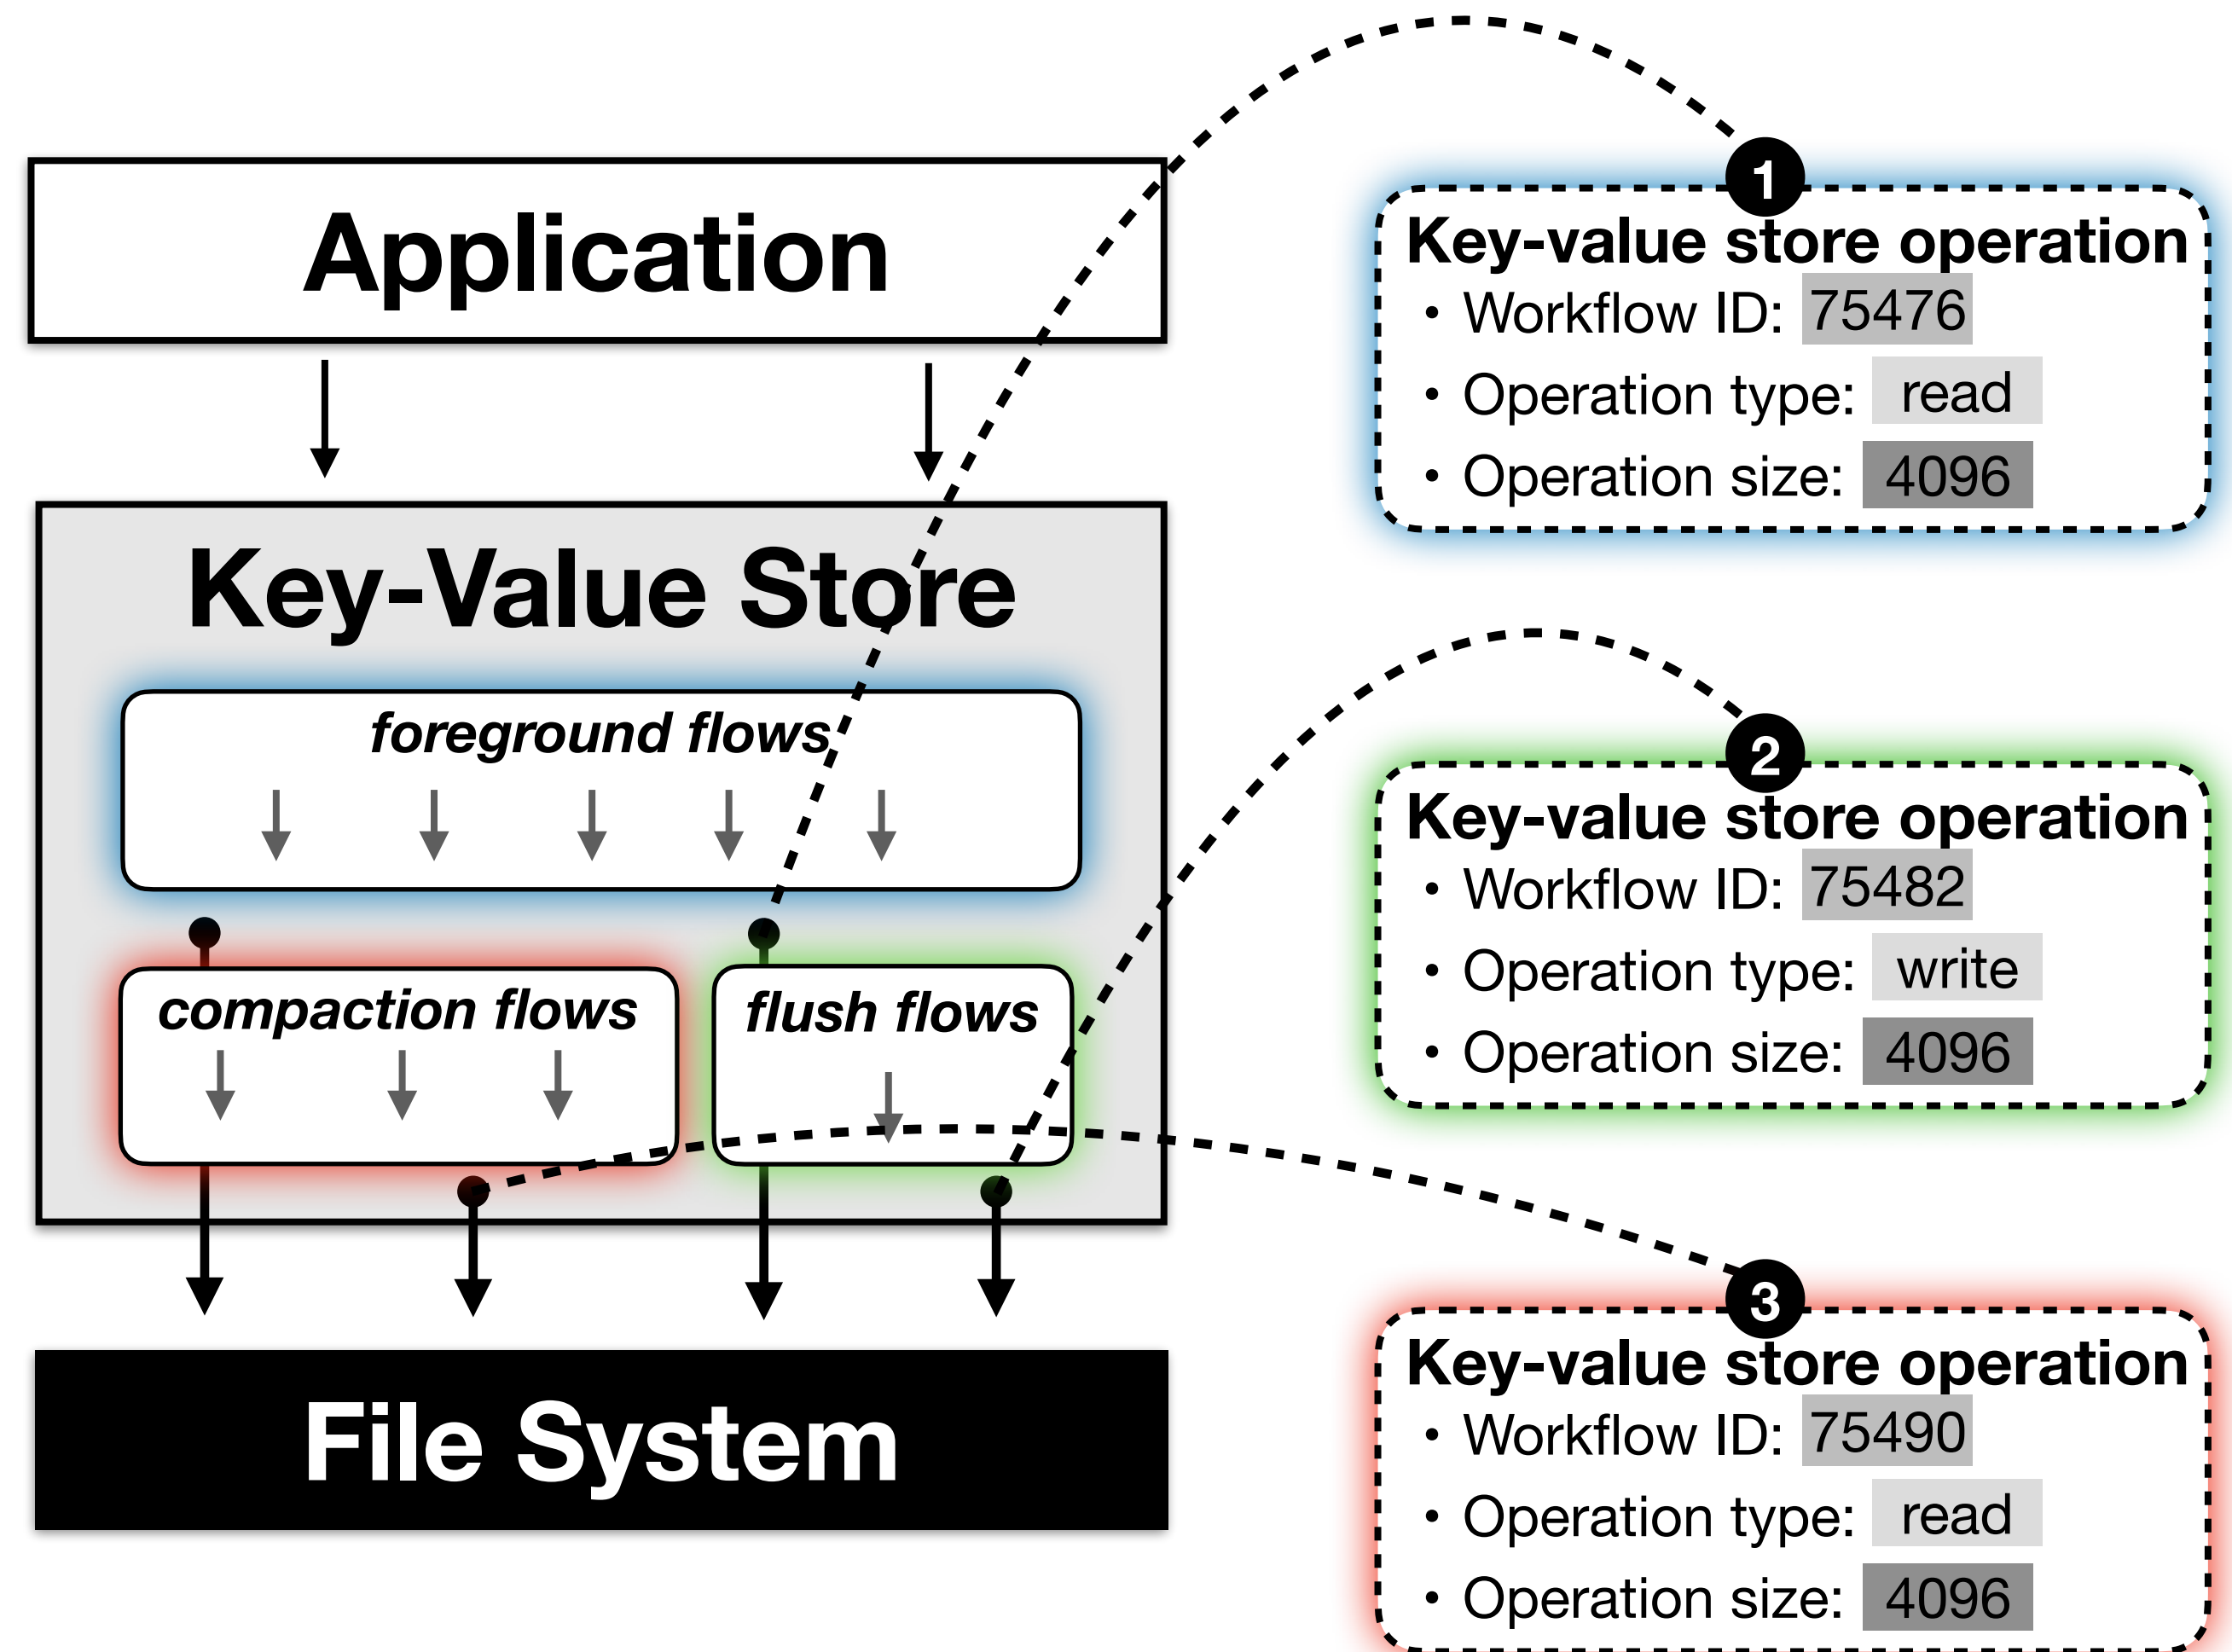 Application
Key-Value Store
foreground flows
compaction flows
flush flows
File System
1
Key-value store operation
• Workflow ID: 75476
• Operation type: read
• Operation size: 4096
2
Key-value store operation
• Workflow ID: 75482
• Operation type: write
• Operation size: 4096
3
Key-value store operation
• Workflow ID: 75490
• Operation type: read
• Operation size: 4096